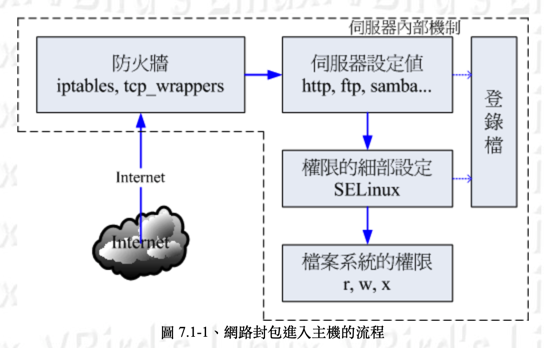 伺服器內部機制
防火牆
iptables, tcp_wrappers
伺服器設定值
http, ftp, samba...
登錄檔
權限的細部設定
SELinux
檔案系統的權限
r, w, x
Internet
Internet
圖 7.1-1、網路封包進入主機的流程